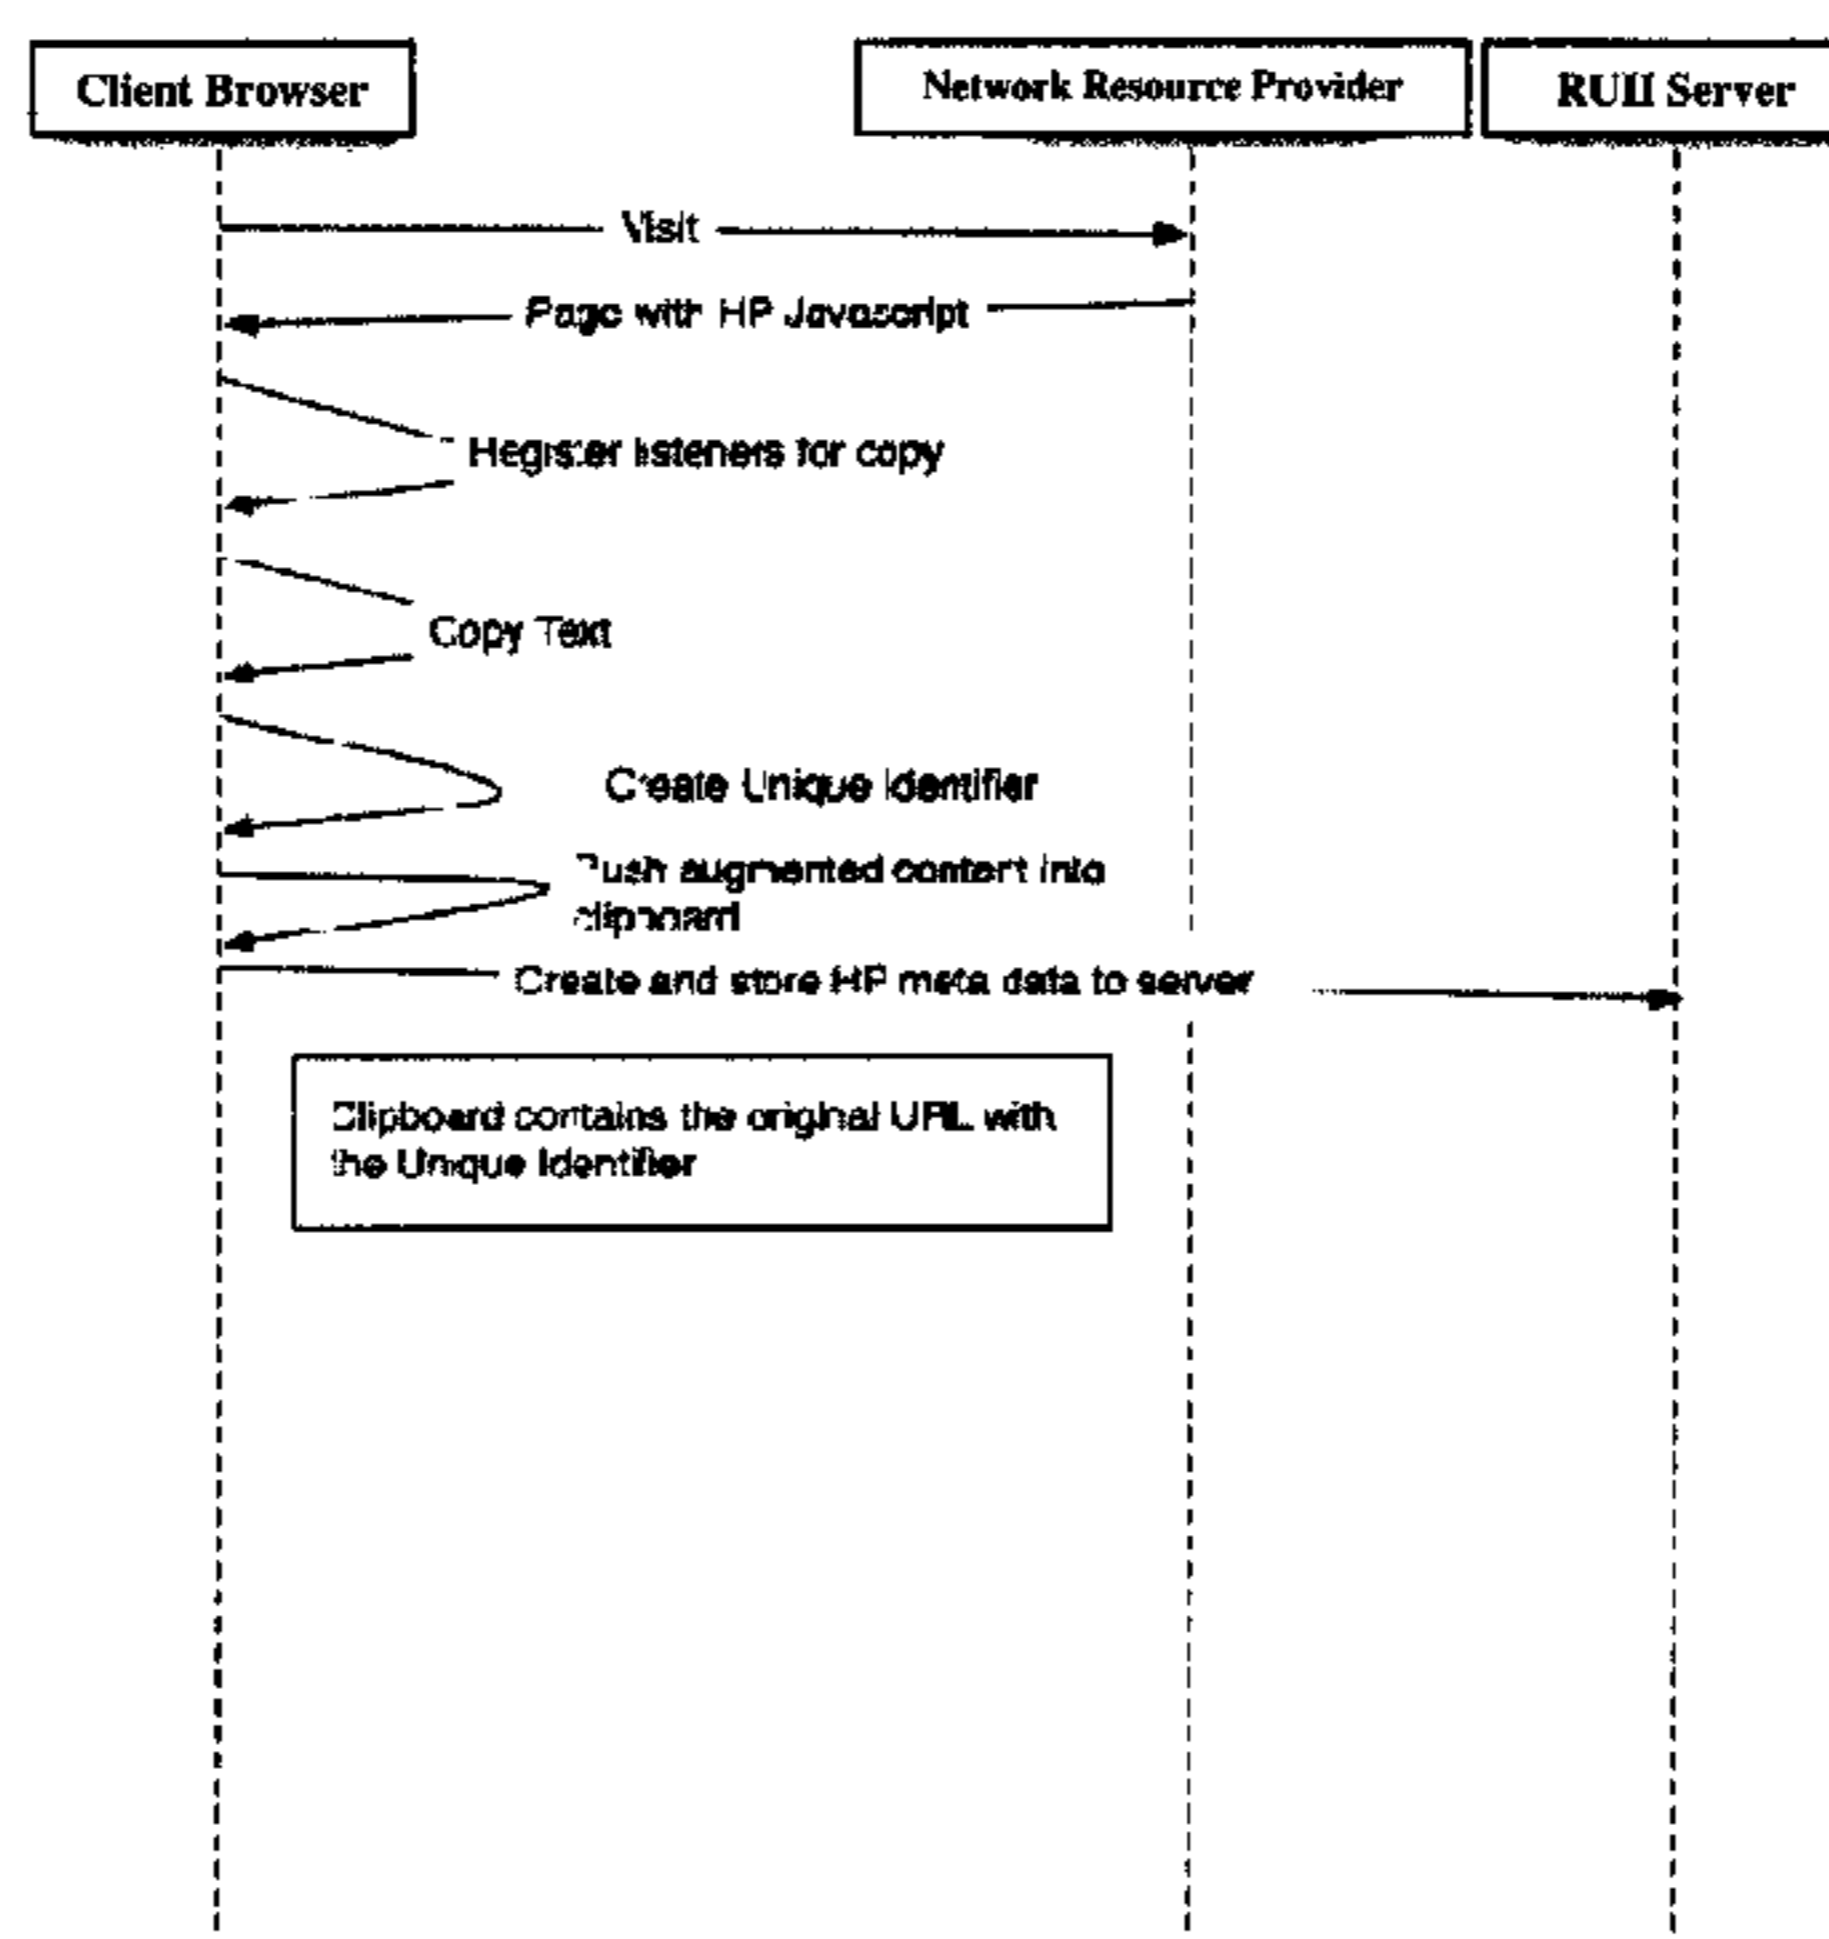 Client Browser
Network Resource Provider
Server
Visit
Page with HP Javascript
Register listeners for copy
Copy Text
Create Unique Identifier
Push augmented content into
clipboard
Create and store HP meta data to server
Clipboard contains the original URL with
the Unique Identifier